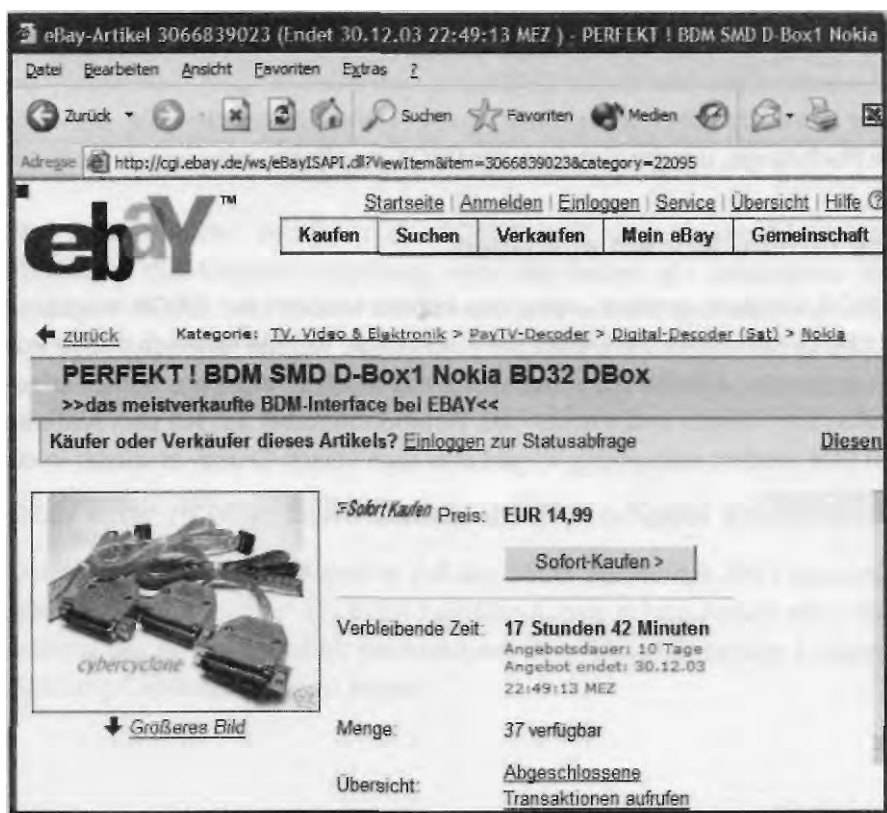 eBay-Artikel 3066839023 (Endet 30.12.03 22:49:13 MEZ ) - PERFEKT ! BDM SMD D-Box1 Nokia
Datei Bearbeiten Ansicht Favoriten Extras ?
Zurück Suchen Favoriten Medien
Adresse http://cgi.ebay.de/ws/eBayISAPI.dll?ViewItem&item=3066839023&category=22095
ebay™
Startseite | Anmelden | Einloggen | Service | Übersicht | Hilfe
Kaufen Suchen Verkaufen Mein eBay Gemeinschaft
zurück Kategorie: TV, Video & Elektronik > PayTV-Decoder > Digital-Decoder (Sat) > Nokia
PERFEKT ! BDM SMD D-Box1 Nokia BD32 DBox
>>das meistverkaufte BDM-Interface bei EBAY<<
Käufer oder Verkäufer dieses Artikels? Einloggen zur Statusabfrage Diesen
cybercyclone
Größeres Bild
Sofort Kaufen Preis: EUR 14,99
Sofort-Kaufen >
Verbleibende Zeit: 17 Stunden 42 Minuten
Angebotsdauer: 10 Tage
Angebot endet: 30.12.03
22:49:13 MEZ
Menge: 37 verfügbar
Übersicht: Abgeschlossene
Transaktionen aufrufen